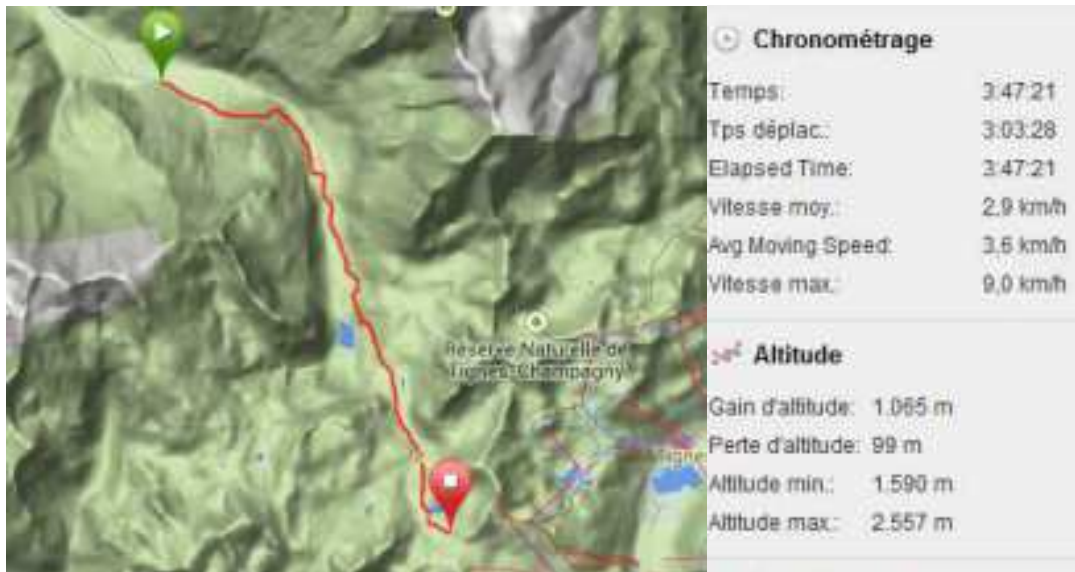 Réserve Naturelle de
Tignes-Champagny
Tignes
Chronométrage
Temps: 3:47:21
Tps déplac.: 3:03:28
Elapsed Time: 3:47:21
Vitesse moy.: 2,9 km/h
Avg Moving Speed: 3,6 km/h
Vitesse max.: 9,0 km/h
Altitude
Gain d'altitude: 1.065 m
Perte d'altitude: 99 m
Altitude min.: 1.590 m
Altitude max.: 2.557 m